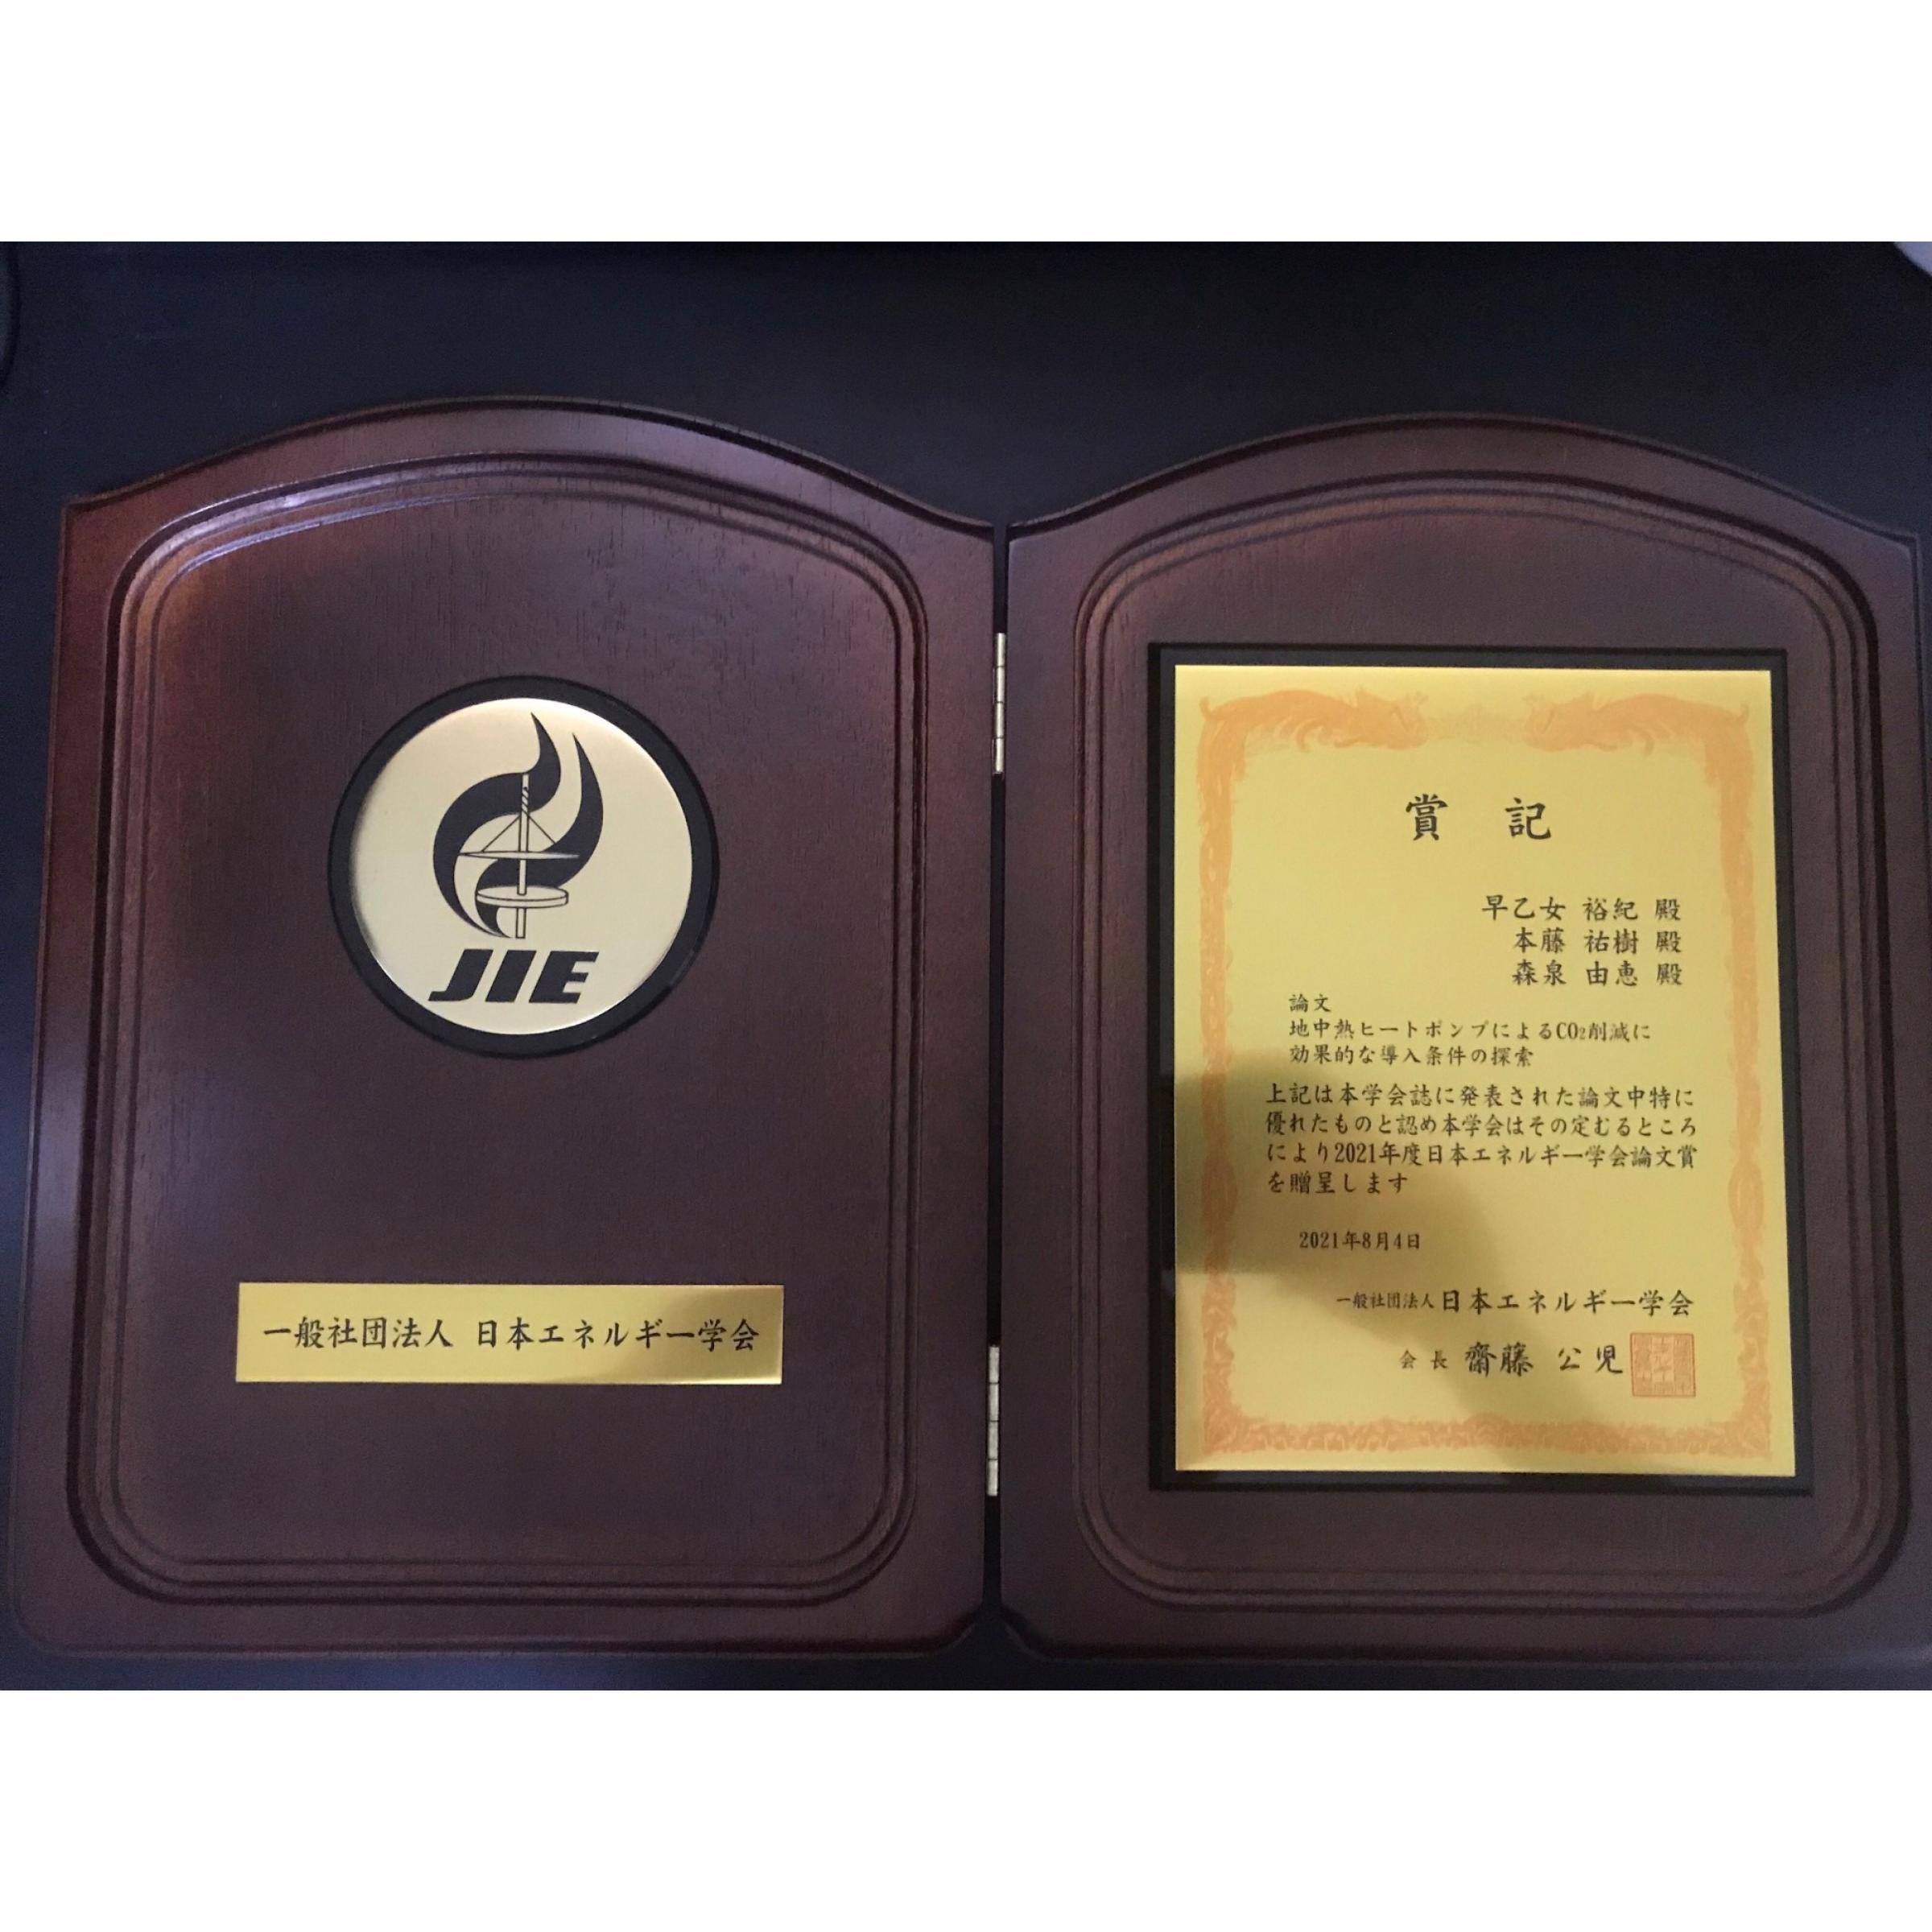 JIE
一般社団法人 日本エネルギー学会
賞 記
早乙女 裕紀 殿
本藤 祐樹 殿
森泉 由恵 殿
論文
地中熱ヒートポンプによるCO₂削減に
効果的な導入条件の探索
上記は本学会誌に発表された論文中特に
優れたものと認め本学会はその定むるところ
により2021年度日本エネルギー学会論文賞
を贈呈します
2021年8月4日
一般社団法人日本エネルギー学会
会長 齋藤 公児